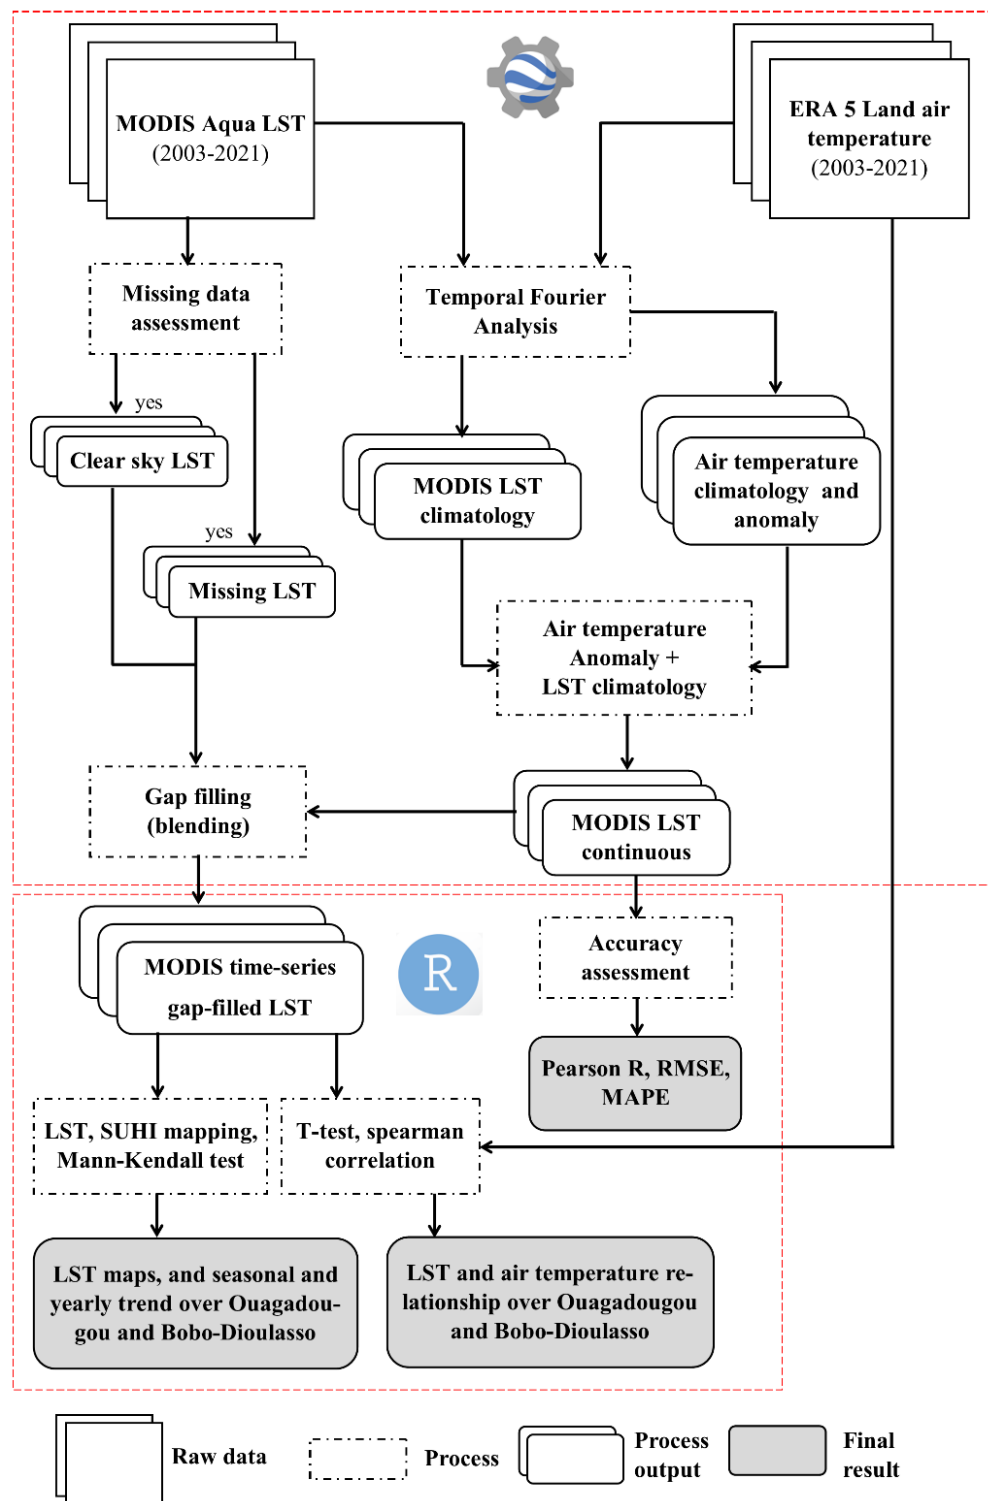 MODIS Aqua LST
(2003-2021)
ERA 5 Land air
temperature
(2003-2021)
Missing data
assessment
Temporal Fourier
Analysis
yes
Clear sky LST
MODIS LST
climatology
Air temperature
climatology and
anomaly
yes
Missing LST
Air temperature
Anomaly +
LST climatology
Gap filling
(blending)
MODIS LST
continuous
MODIS time-series
gap-filled LST
R
Accuracy
assessment
Pearson R, RMSE,
MAPE
LST, SUHI mapping,
Mann-Kendall test
T-test, spearman
correlation
LST maps, and seasonal and
yearly trend over Ouagadou-
gou and Bobo-Dioulasso
LST and air temperature re-
lationship over Ouagadougou
and Bobo-Dioulasso
Raw data
Process
Process
output
Final
result